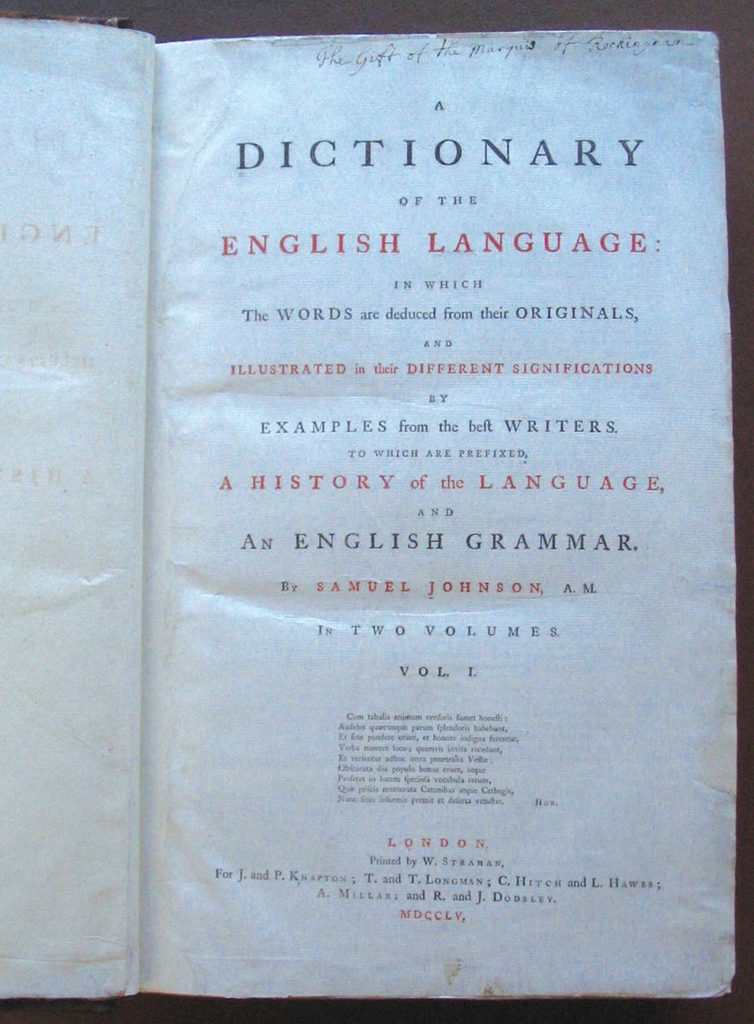 The Gift of the Marquis of Rockingham
A
DICTIONARY
OF THE
ENGLISH LANGUAGE:
IN WHICH
The WORDS are deduced from their ORIGINALS,
AND
ILLUSTRATED in their DIFFERENT SIGNIFICATIONS
BY
EXAMPLES from the beſt WRITERS.
TO WHICH ARE PREFIXED,
A HISTORY of the LANGUAGE,
AND
AN ENGLISH GRAMMAR.
By SAMUEL JOHNSON, A.M.
IN TWO VOLUMES.
VOL. I.
Cum tabulis animum cenſoris ſumet honeſti:
Audebit quæcunque parum ſplendoris habebunt,
Et ſine pondere erunt, et honore indigna ferentur,
Verba movere loco; quamvis invita recedant,
Et verſentur adhuc intra penetralia Veſtæ:
Obſcurata diu populo bonus eruet, atque
Proferet in lucem ſpecioſa vocabula rerum,
Quæ priſcis memorata Catonibus atque Cethegis,
Nunc ſitus informis premit et deſerta vetuſtas. HOR.
LONDON,
Printed by W. STRAHAN,
For J. and P. KNAPTON; T. and T. LONGMAN; C. HITCH and L. HAWES;
A. MILLAR; and R. and J. DODSLEY.
MDCCLV.